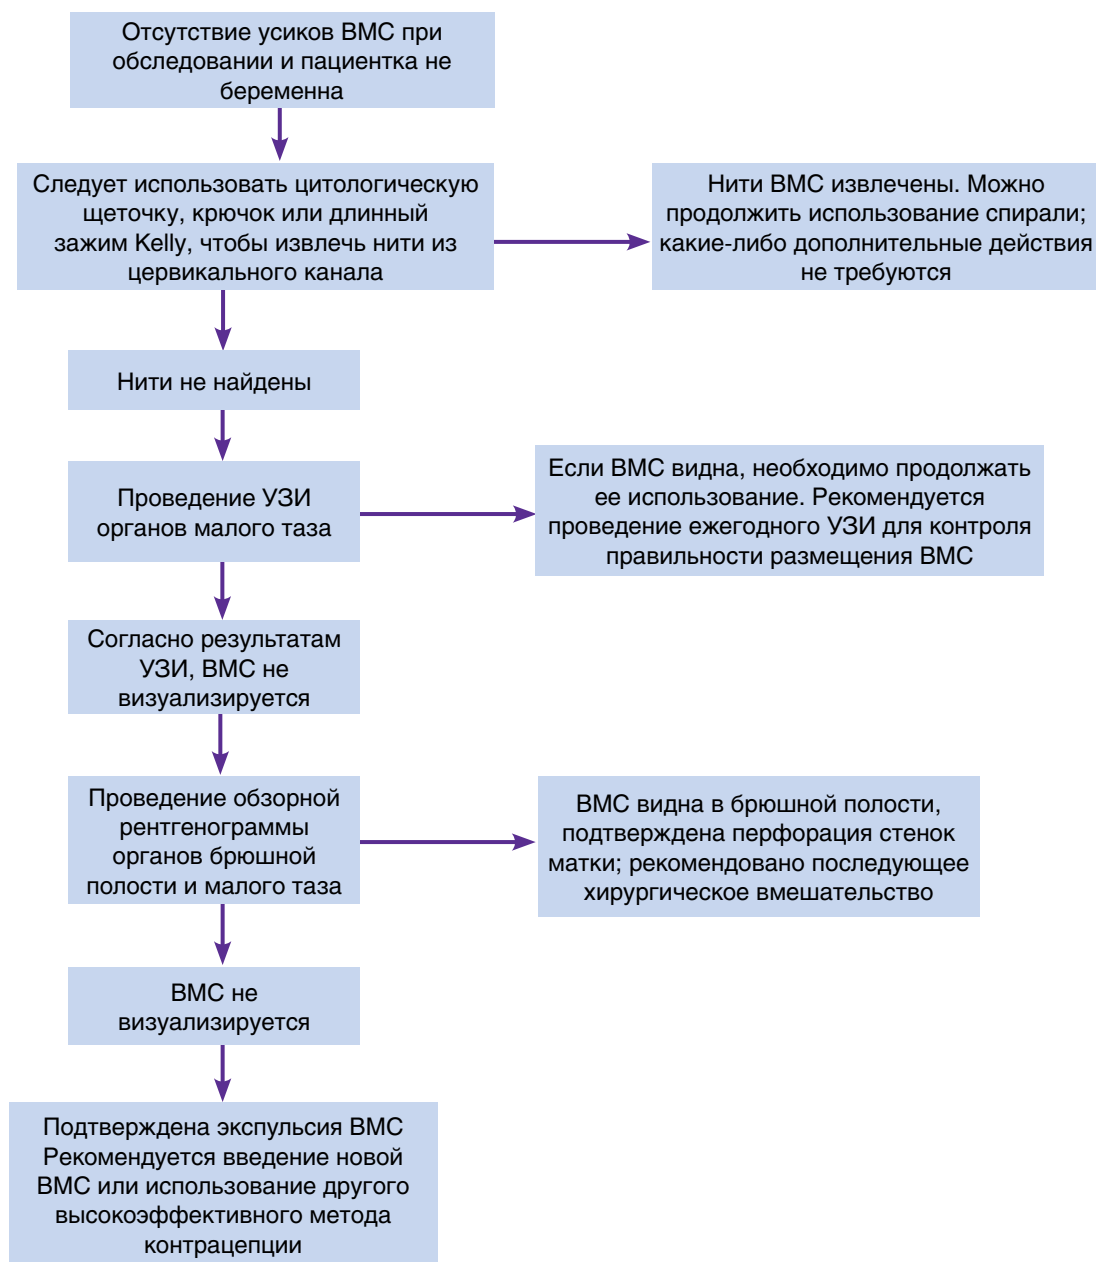 Отсутствие усиков ВМС при
обследовании и пациентка не
беременна
Следует использовать цитологическую
щеточку, крючок или длинный
зажим Kelly, чтобы извлечь нити из
цервикального канала
Нити ВМС извлечены. Можно
продолжить использование спирали;
какие-либо дополнительные действия
не требуются
Нити не найдены
Проведение УЗИ
органов малого таза
Если ВМС видна, необходимо продолжать
ее использование. Рекомендуется
проведение ежегодного УЗИ для контроля
правильности размещения ВМС
Согласно результатам
УЗИ, ВМС не
визуализируется
Проведение обзорной
рентгенограммы
органов брюшной
полости и малого таза
ВМС видна в брюшной полости,
подтверждена перфорация стенок
матки; рекомендовано последующее
хирургическое вмешательство
ВМС не
визуализируется
Подтверждена экспульсия ВМС
Рекомендуется введение новой
ВМС или использование другого
высокоэффективного метода
контрацепции